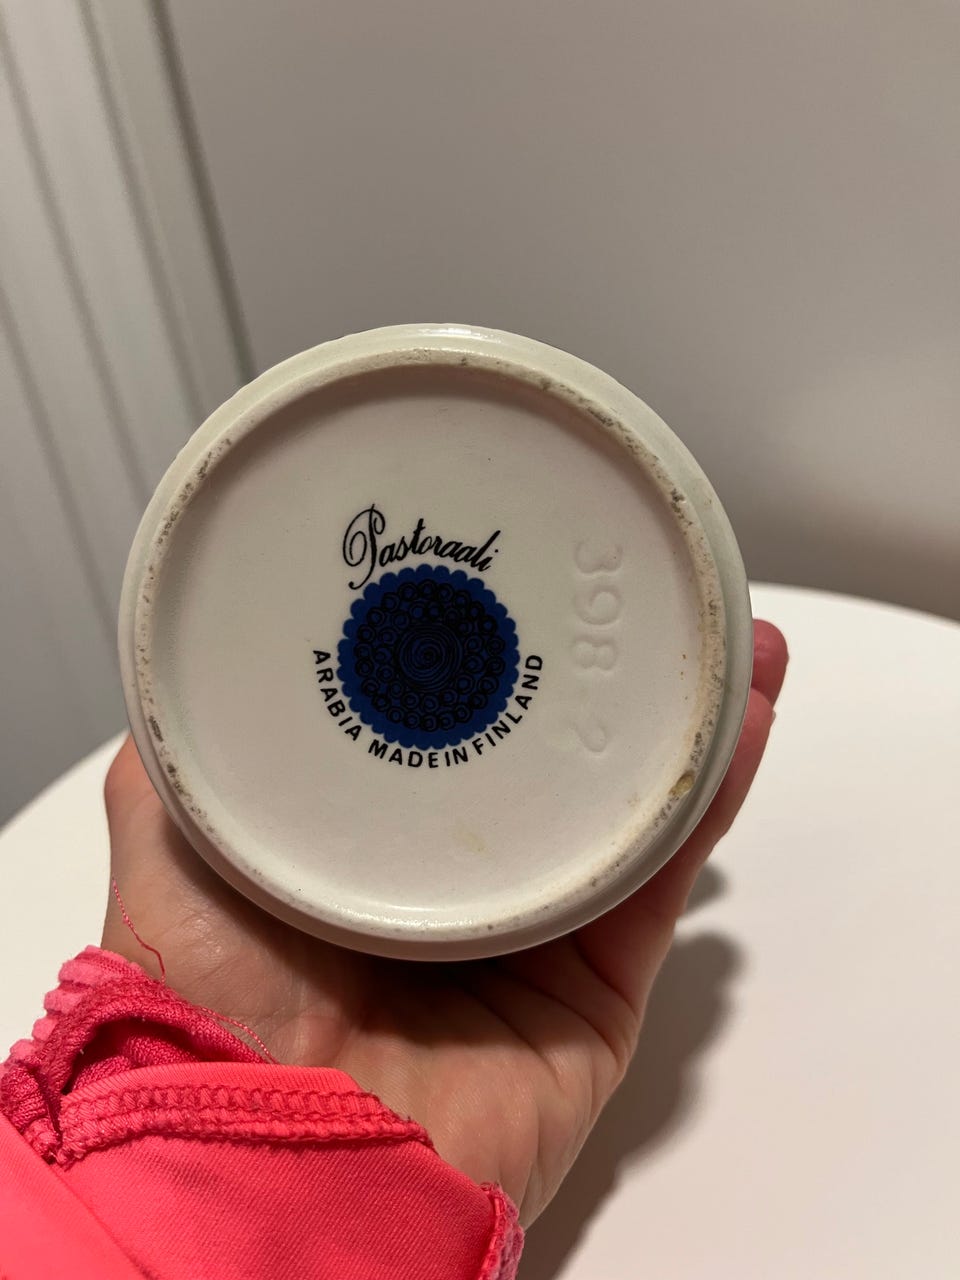 Pastoraali
ARABIA MADE IN FINLAND
398-2